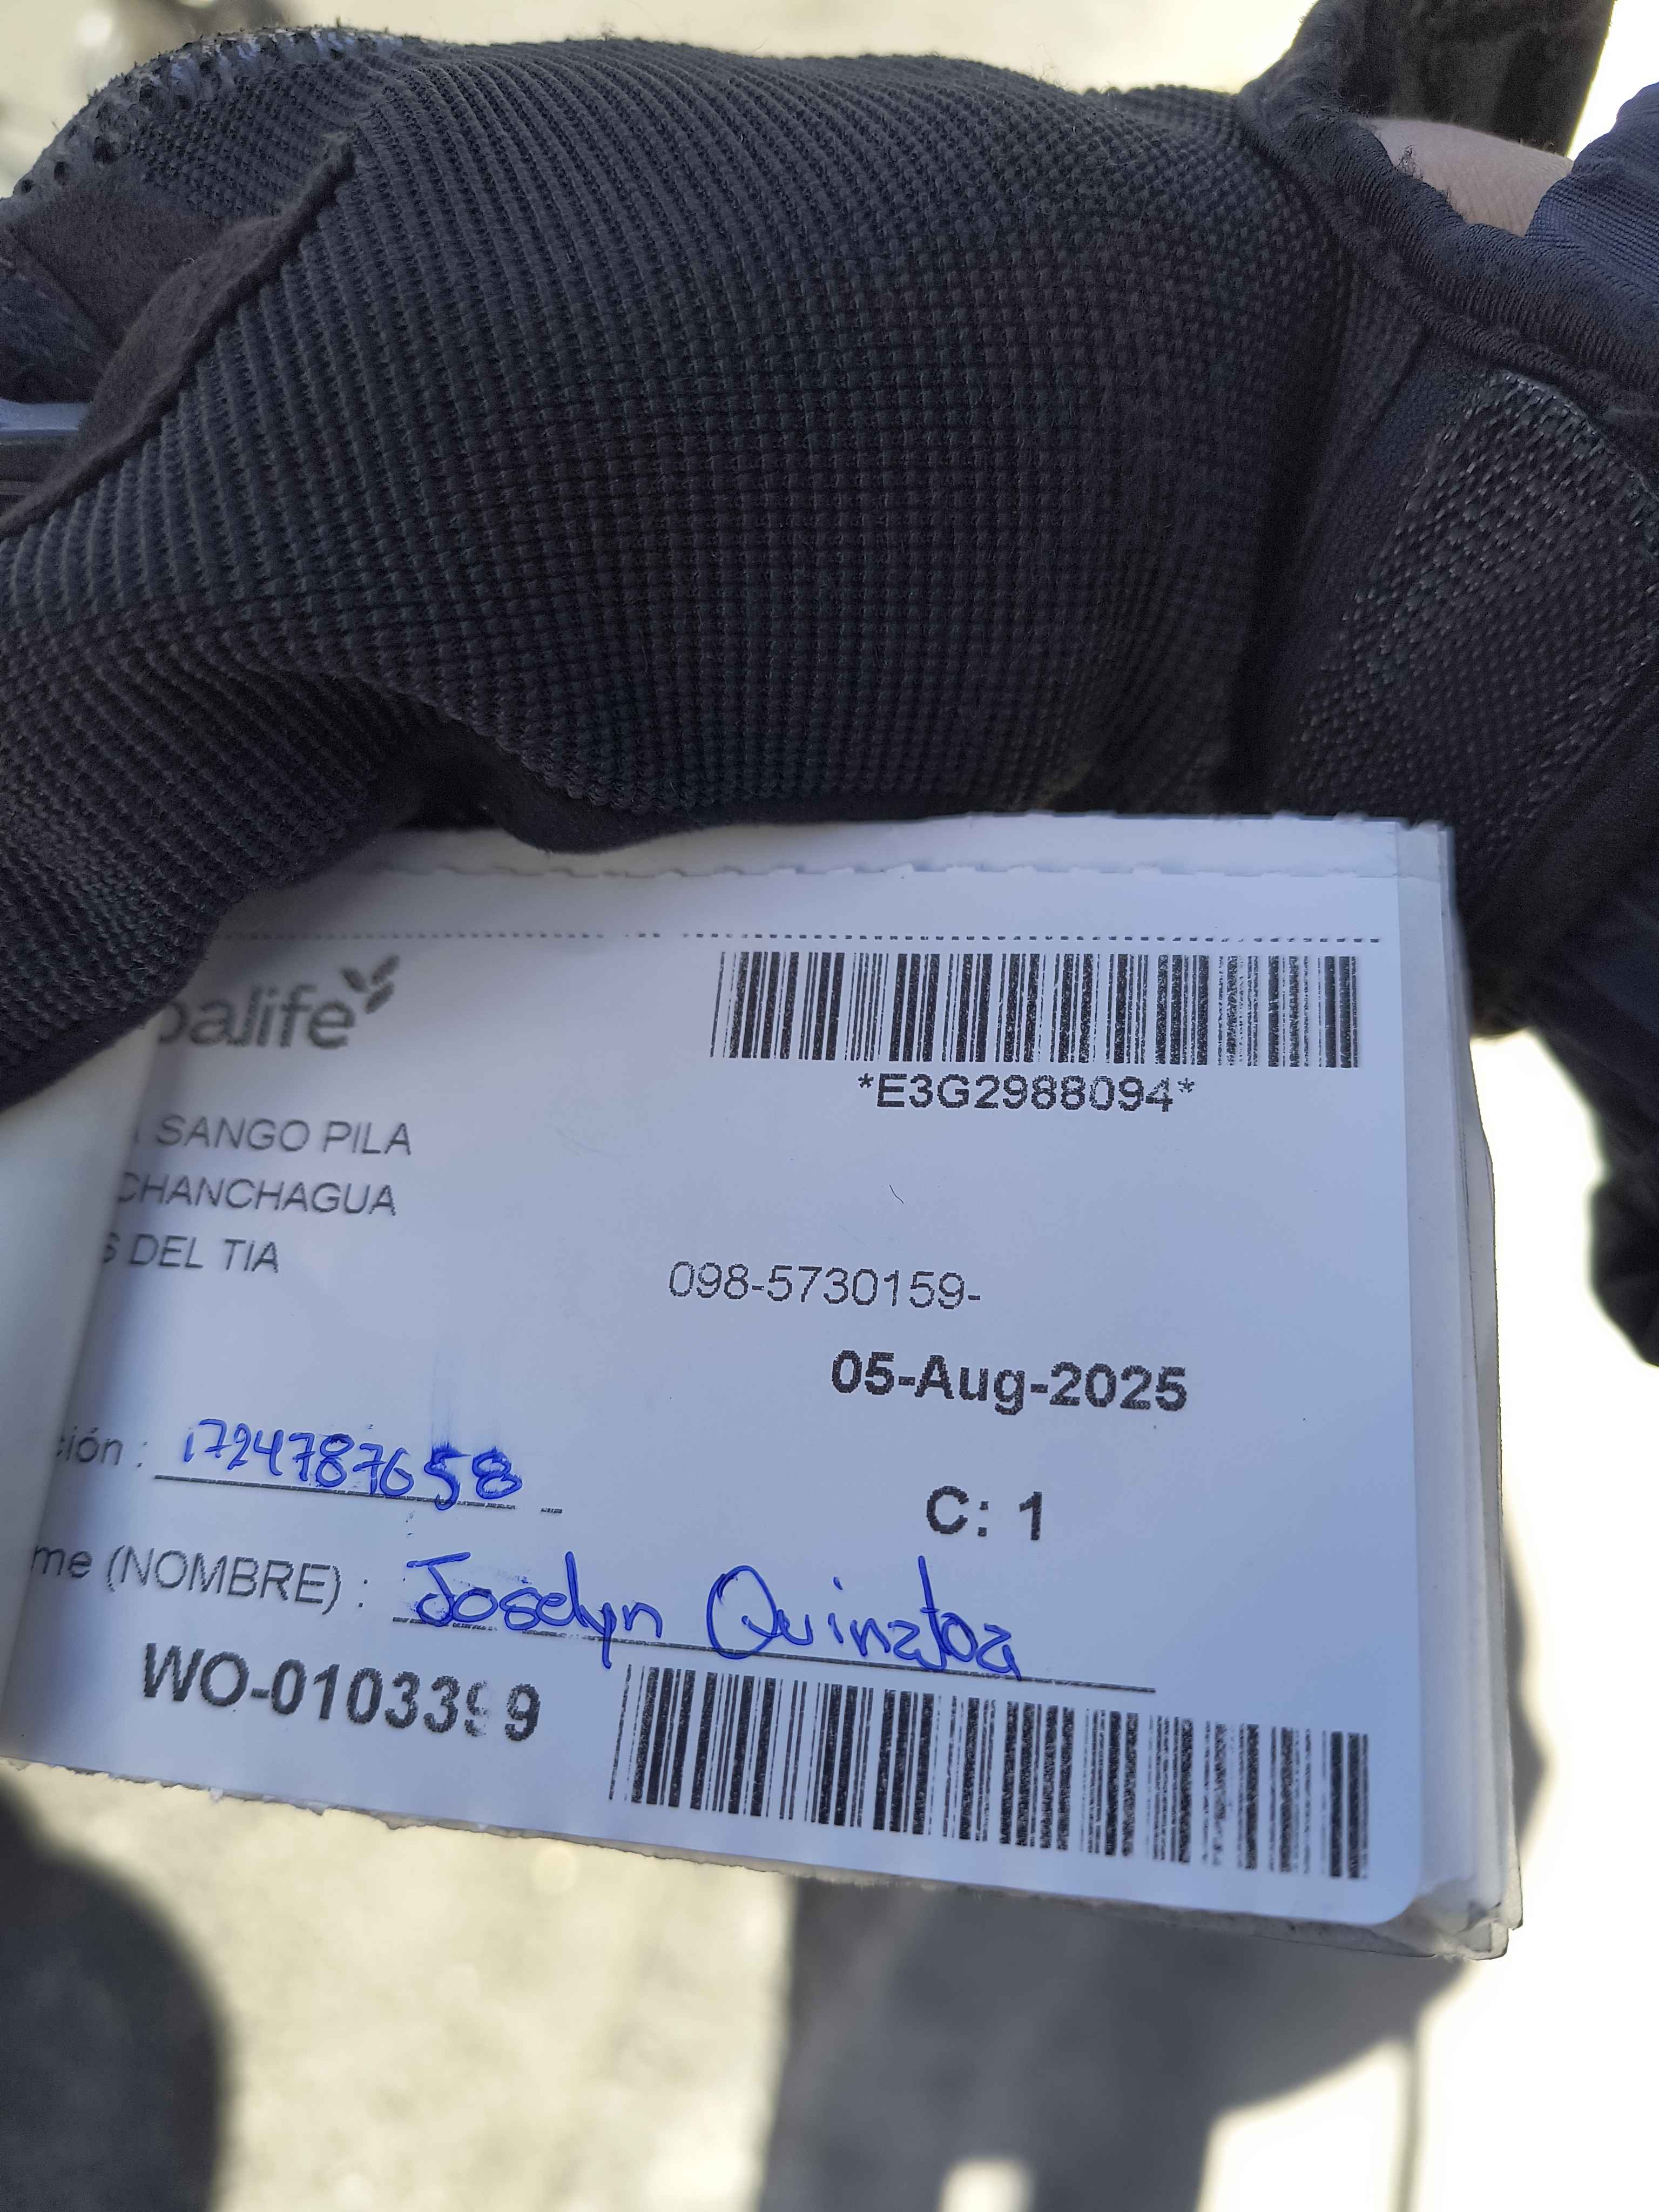 balife
*E3G2988094*
SANGO PILA
CHANCHAGUA
S DEL TIA
098-5730159-
05-Aug-2025
ción : 1724787658
C: 1
me (NOMBRE) : Joselyn Quinatoa
WO-0103399